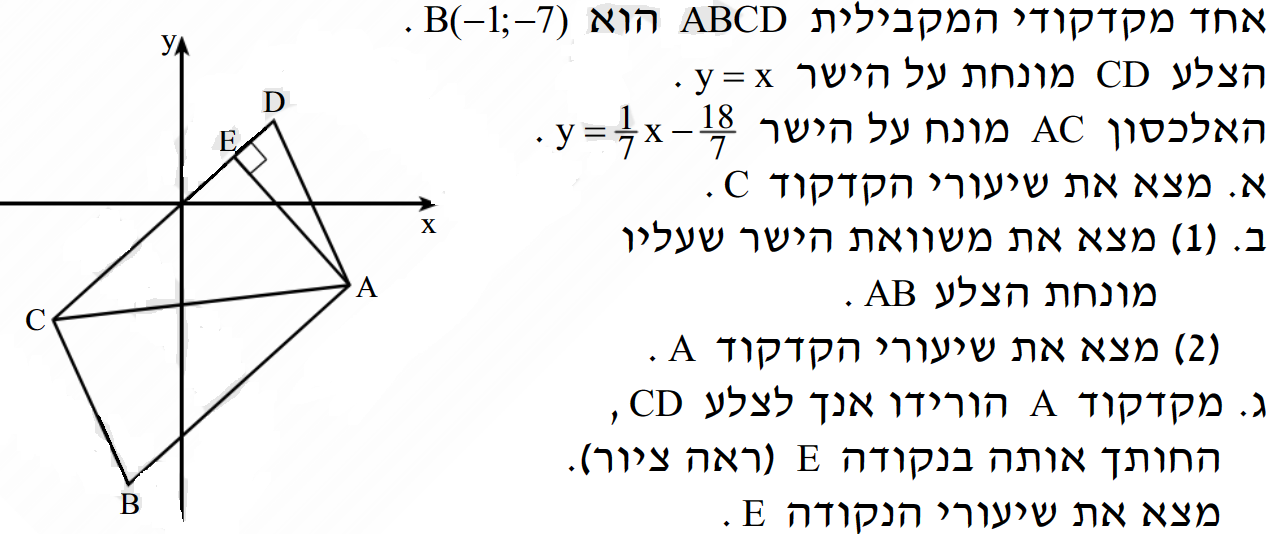 אחד מקדקודי המקבילית ABCD הוא B(−1;−7) .
הצלע CD מונחת על הישר y = x .
האלכסון AC מונח על הישר y = 1/7 x − 18/7 .
א. מצא את שיעורי הקדקוד C .
ב. (1) מצא את משוואת הישר שעליו
מונחת הצלע AB .
(2) מצא את שיעורי הקדקוד A .
ג. מקדקוד A הורידו אנך לצלע CD ,
החותך אותה בנקודה E (ראה ציור).
מצא את שיעורי הנקודה E .
y
D
E
x
A
C
B